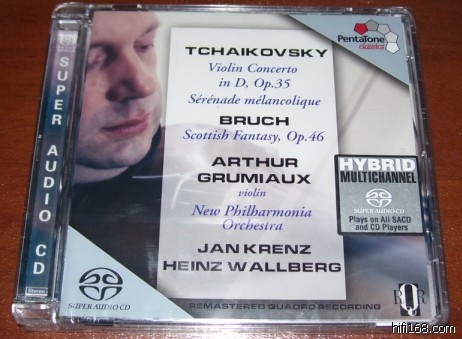 PENTATONE
classics
TCHAIKOVSKY
Violin Concerto
in D, Op.35
Sérénade mélancolique
BRUCH
Scottish Fantasy, Op.46
ARTHUR
GRUMIAUX
violin
New Philharmonia
Orchestra
JAN KRENZ
HEINZ WALLBERG
SUPER AUDIO CD
HYBRID
MULTICHANNEL
SUPER AUDIO CD
Plays on All SACD
and CD Players
Stereo
SUPER AUDIO CD
REMASTERED QUADRO RECORDING
RQR
hifi168.com